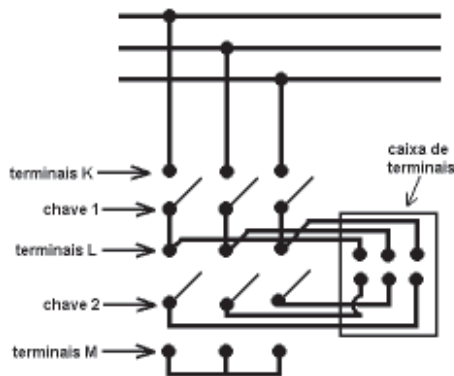 caixa de
terminais
terminais K
chave 1
terminais L
chave 2
terminais M